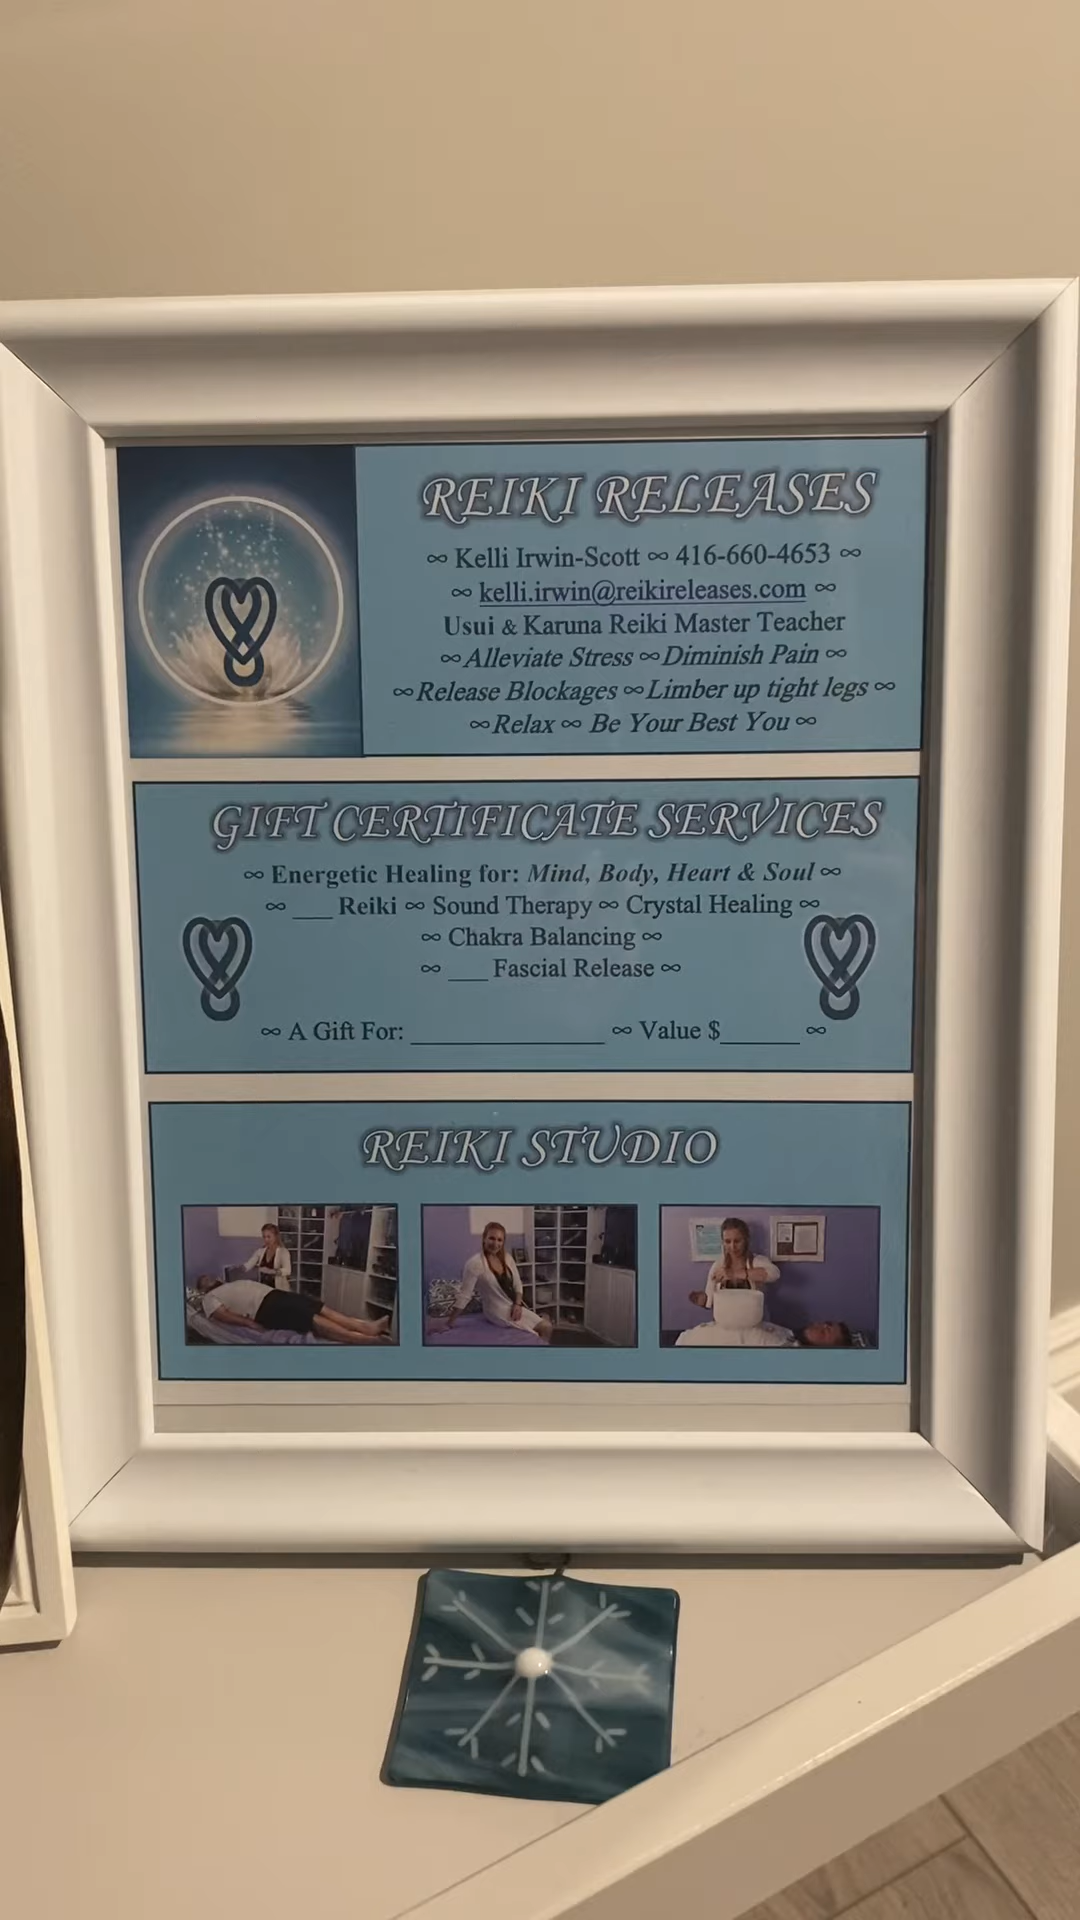 REIKI RELEASES
∞ Kelli Irwin-Scott ∞ 416-660-4653 ∞
∞ kelli.irwin@reikireleases.com ∞
Usui & Karuna Reiki Master Teacher
∞Alleviate Stress ∞Diminish Pain ∞
∞Release Blockages ∞Limber up tight legs ∞
∞Relax ∞ Be Your Best You ∞
GIFT CERTIFICATE SERVICES
∞ Energetic Healing for: Mind, Body, Heart & Soul ∞
∞ ___ Reiki ∞ Sound Therapy ∞ Crystal Healing ∞
∞ Chakra Balancing ∞
∞ ___ Fascial Release ∞
∞ A Gift For: _______________ ∞ Value $______ ∞
REIKI STUDIO